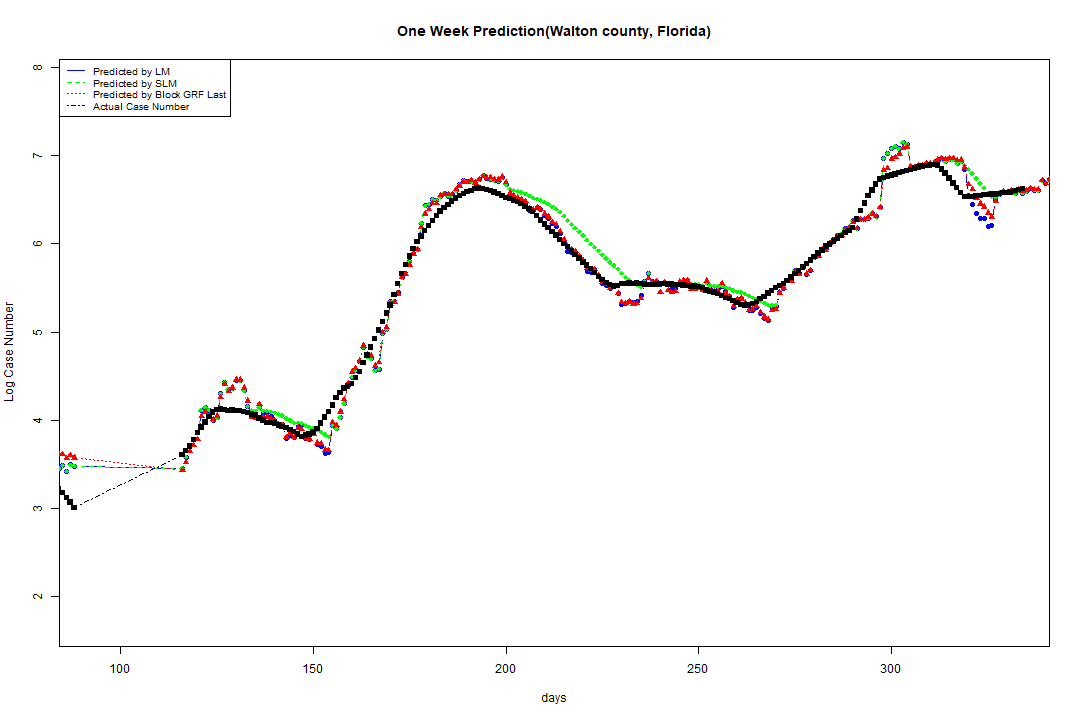 One Week Prediction(Walton county, Florida)
Predicted by LM
Predicted by SLM
Predicted by Block GRF Last
Actual Case Number
8
7
6
5
4
3
2
Log Case Number
100 150 200 250 300
days